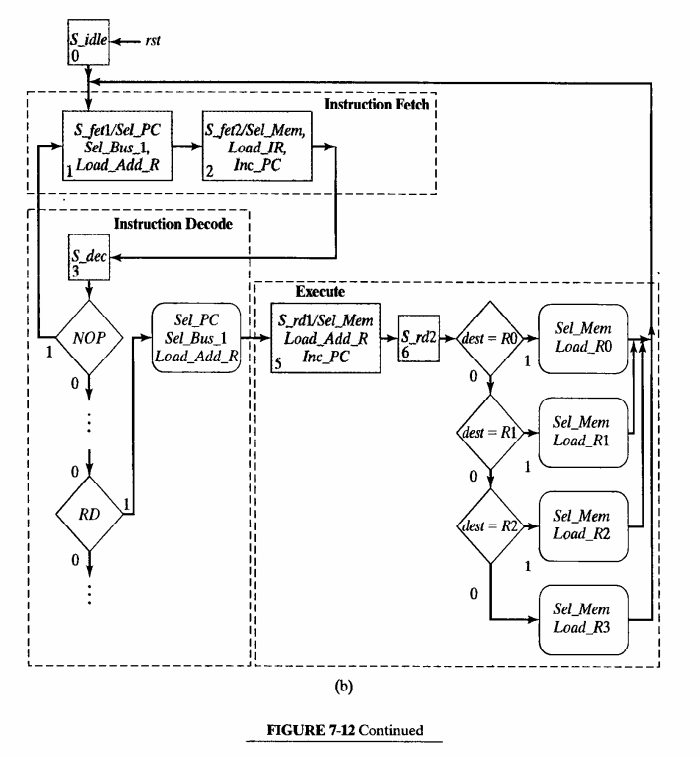 S_idle
0
rst
Instruction Fetch
S_fet1/Sel_PC
Sel_Bus_1,
Load_Add_R
1
S_fet2/Sel_Mem,
Load_IR,
Inc_PC
2
Instruction Decode
S_dec
3
NOP
1
0
Sel_PC
Sel_Bus_1
Load_Add_R
RD
0
1
0
Execute
S_rd1/Sel_Mem
Load_Add_R
Inc_PC
5
S_rd2
6
dest = R0
1
0
Sel_Mem
Load_R0
dest = R1
1
0
Sel_Mem
Load_R1
dest = R2
1
0
Sel_Mem
Load_R2
Sel_Mem
Load_R3
(b)
FIGURE 7-12 Continued